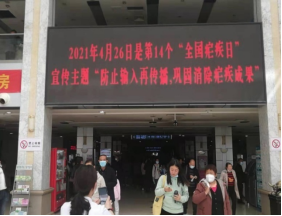 2021年4月26日是第14个“全国疟疾日”
宣传主题“防止输入再传播,巩固消除疟疾成果”
房